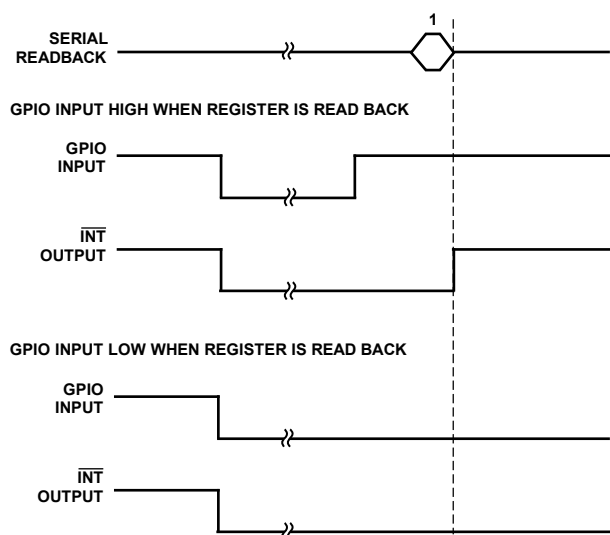 1
SERIAL
READBACK
GPIO INPUT HIGH WHEN REGISTER IS READ BACK
GPIO
INPUT
INT
OUTPUT
GPIO INPUT LOW WHEN REGISTER IS READ BACK
GPIO
INPUT
INT
OUTPUT